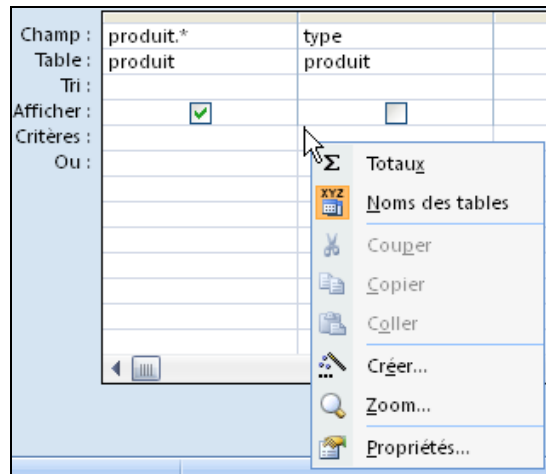 Champ : produit.* type
Table : produit produit
Tri :
Afficher :
Critères :
Ou :
Σ Totaux
XYZ Noms des tables
Couper
Copier
Coller
Créer...
Zoom...
Propriétés...